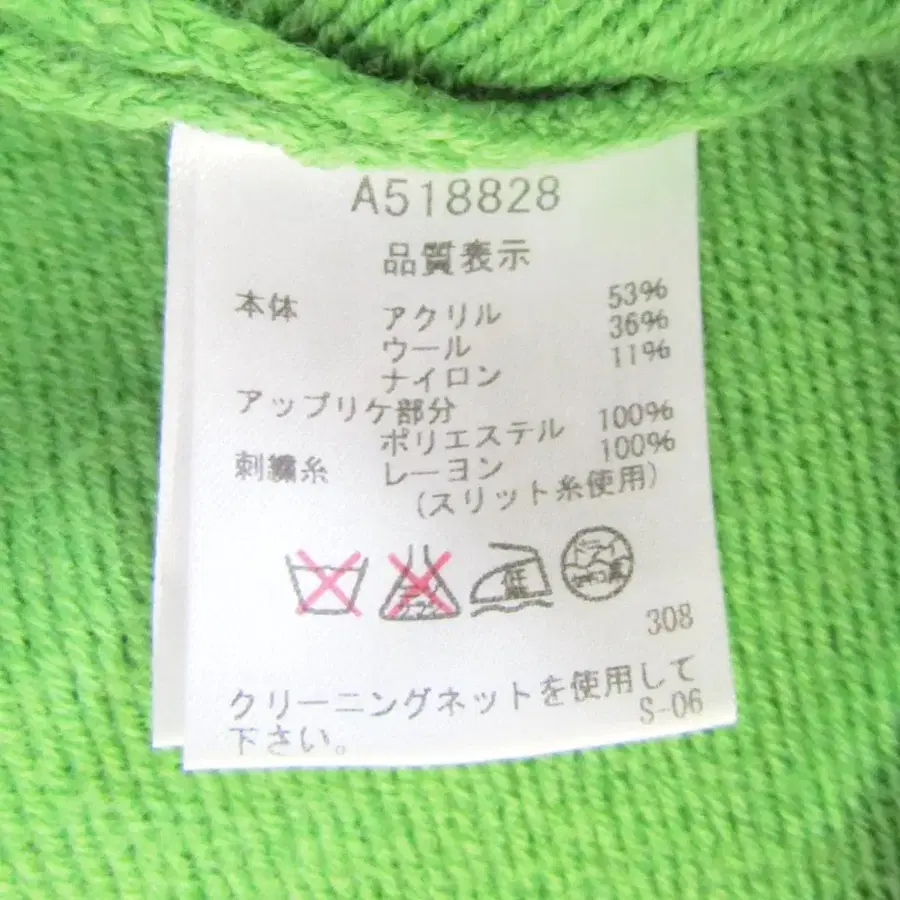 A518828
品質表示
本体 アクリル 53%
ウール 36%
ナイロン 11%
アップリケ部分
ポリエステル 100%
刺繍糸 レーヨン 100%
(スリット糸使用)
低 ドライ
308
クリーニングネットを使用して
下さい。 S-06